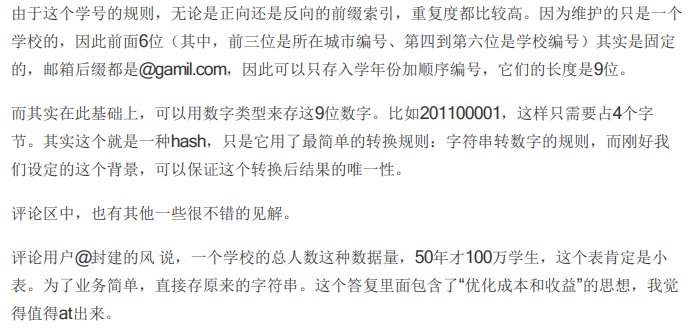 由于这个学号的规则，无论是正向还是反向的前缀索引，重复度都比较高。因为维护的只是一个
学校的，因此前面6位（其中，前三位是所在城市编号、第四到第六位是学校编号）其实是固定
的，邮箱后缀都是@gamil.com，因此可以只存入学年份加顺序编号，它们的长度是9位。
而其实在此基础上，可以用数字类型来存这9位数字。比如201100001，这样只需要占4个字
节。其实这个就是一种hash，只是它用了最简单的转换规则：字符串转数字的规则，而刚好我
们设定的这个背景，可以保证这个转换后结果的唯一性。
评论区中，也有其他一些很不错的见解。
评论用户@封建的风 说，一个学校的总人数这种数据量，50年才100万学生，这个表肯定是小
表。为了业务简单，直接存原来的字符串。这个答复里面包含了“优化成本和收益”的思想，我觉
得值得at出来。